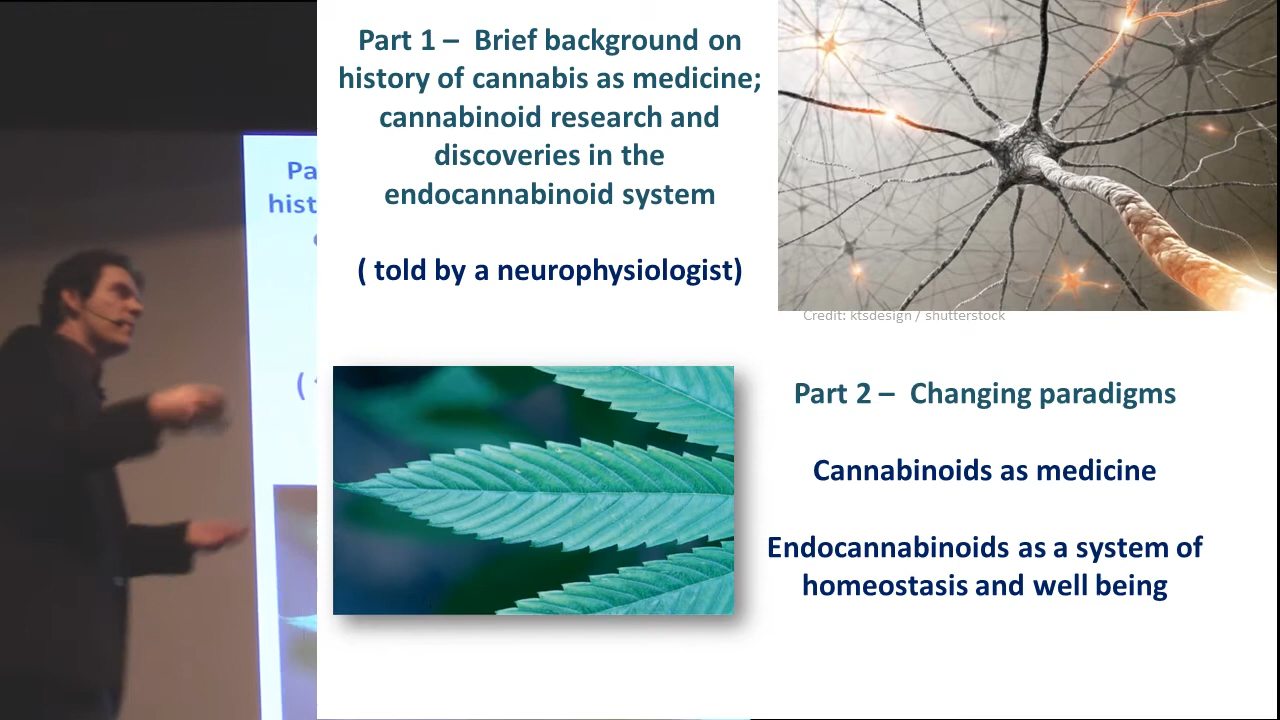 Part 1 – Brief background on
history of cannabis as medicine;
cannabinoid research and
discoveries in the
endocannabinoid system
( told by a neurophysiologist)
Credit: ktsdesign / shutterstock
Part 2 – Changing paradigms
Cannabinoids as medicine
Endocannabinoids as a system of
homeostasis and well being
Pa
hist